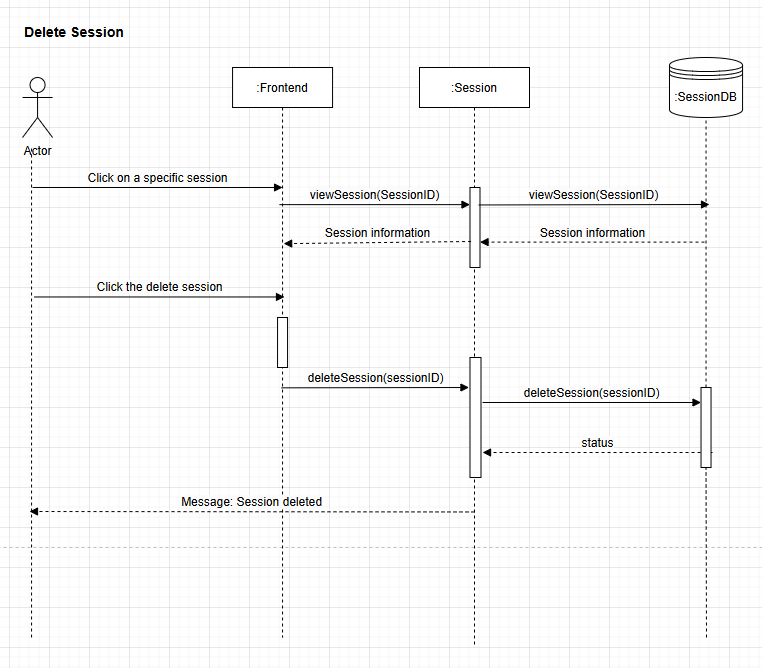 Delete Session
:Frontend
:Session
:SessionDB
Actor
Click on a specific session
viewSession(SessionID)
viewSession(SessionID)
Session information
Session information
Click the delete session
deleteSession(sessionID)
deleteSession(sessionID)
status
Message: Session deleted